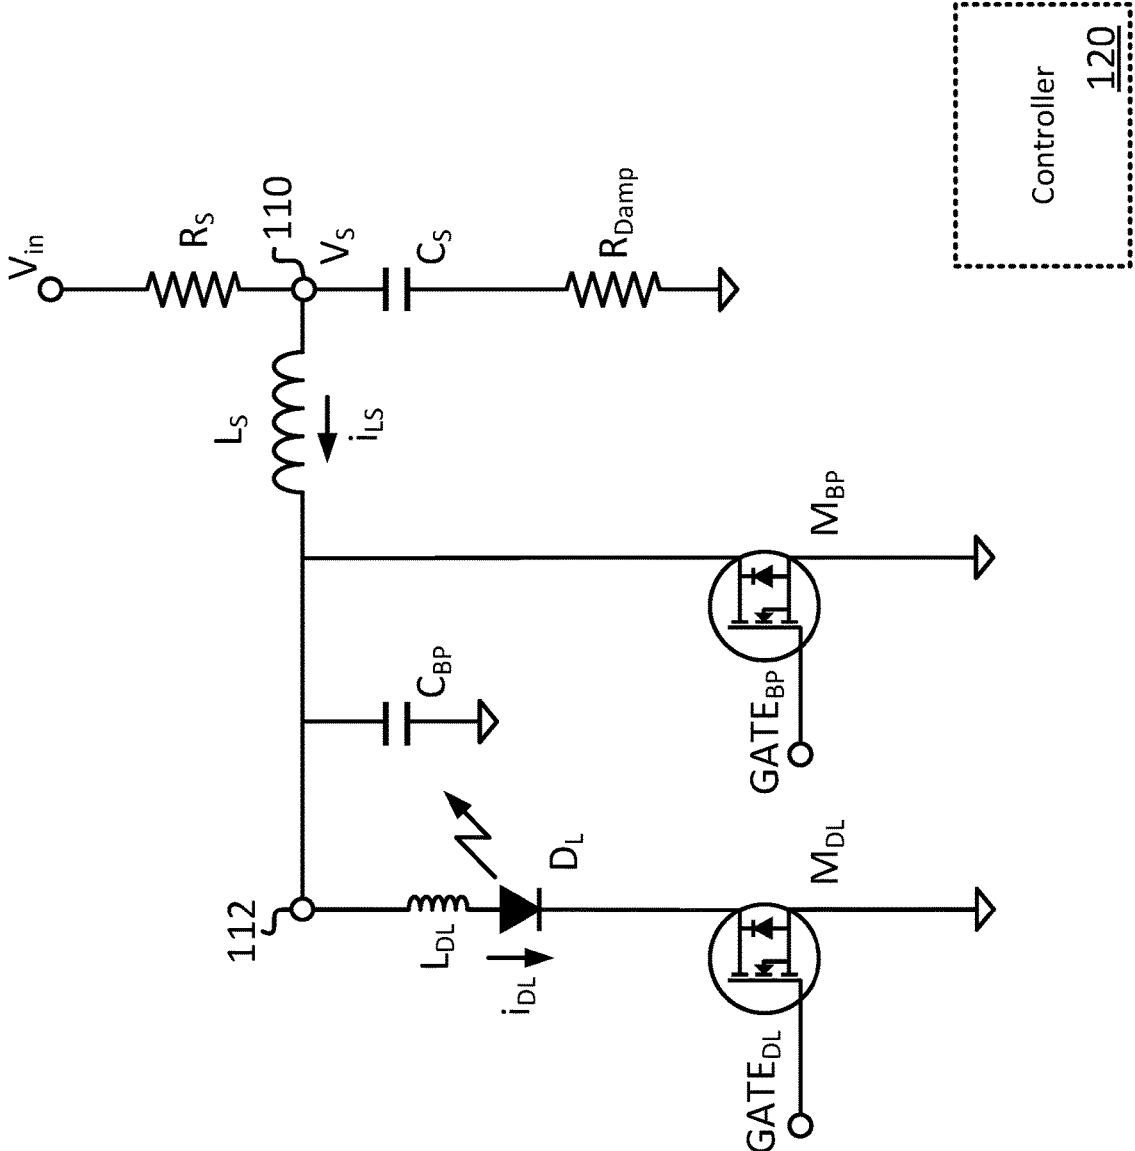 Vin
RS
110
VS
CS
RDamp
LS
iLS
MBP
GATEBP
CBP
112
LDL
iDL
DL
MDL
GATEDL
Controller
120